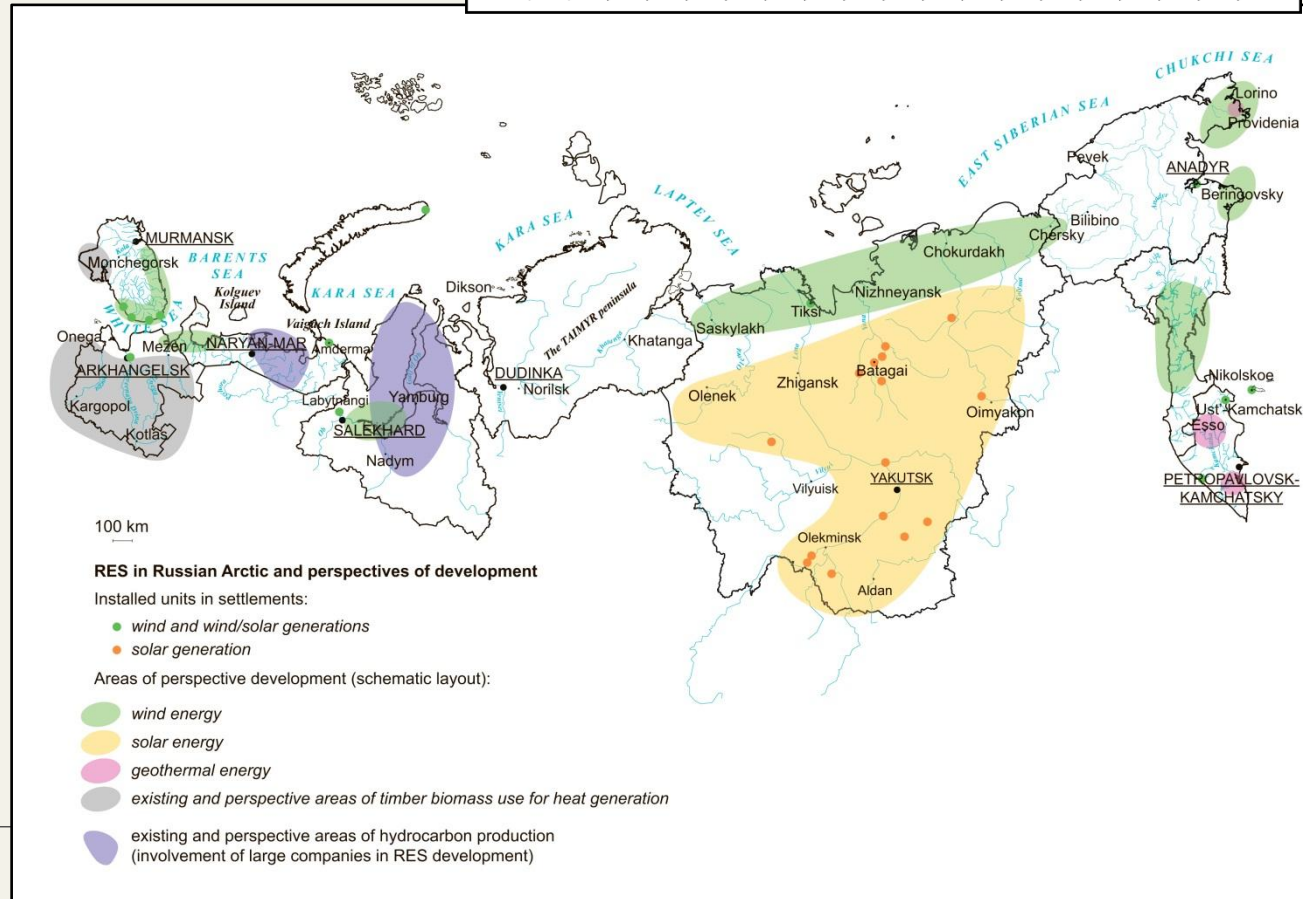 CHUKCHI SEA
Lorino
Providenia
EAST SIBERIAN SEA
Pevek
ANADYR
Beringovsky
LAPTEV SEA
Bilibino
Chersky
KARA SEA
MURMANSK
BARENTS
SEA
Monchegorsk
Chokurdakh
Kolguev
Island
KARA SEA
Dikson
Nizhneyansk
WHITE SEA
Tiksi
The TAIMYR peninsula
Vaiguch Island
Saskylakh
Onega
Mezen
NARYAN-MAR
Amderma
Khatanga
ARKHANGELSK
DUDINKA
Batagai
Zhigansk
Nikolskoe
Norilsk
Olenek
Oimyakon
Kargopol
Labytnangi
Yamburg
Ust' Kamchatsk
Esso
SALEKHARD
Kotlas
Nadym
YAKUTSK
Vilyuisk
PETROPAVLOVSK-
KAMCHATSKY
100 km
Olekminsk
Aldan
RES in Russian Arctic and perspectives of development
Installed units in settlements:
wind and wind/solar generations
solar generation
Areas of perspective development (schematic layout):
wind energy
solar energy
geothermal energy
existing and perspective areas of timber biomass use for heat generation
existing and perspective areas of hydrocarbon production
(involvement of large companies in RES development)